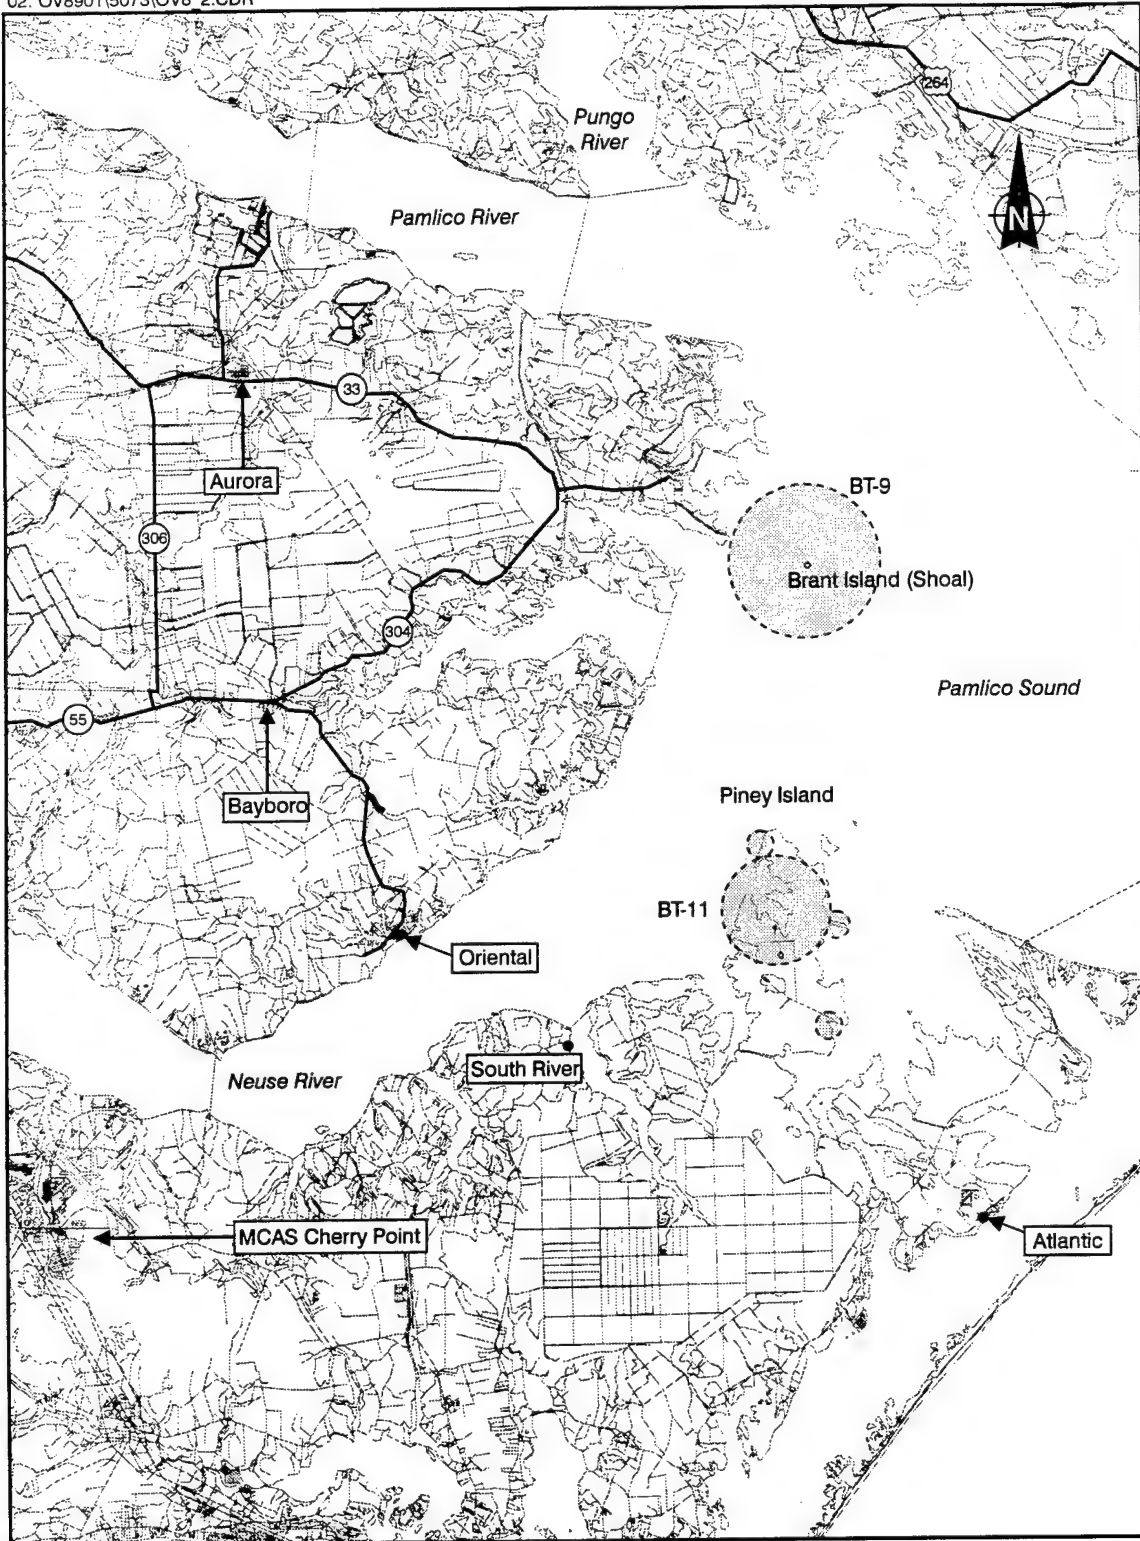 02: OV8901\5073\OV8_2.CDR
264
Pungo
River
Pamlico River
N
33
Aurora
BT-9
306
Brant Island (Shoal)
304
Pamlico Sound
55
Piney Island
Bayboro
BT-11
Oriental
South River
Neuse River
MCAS Cherry Point
Atlantic